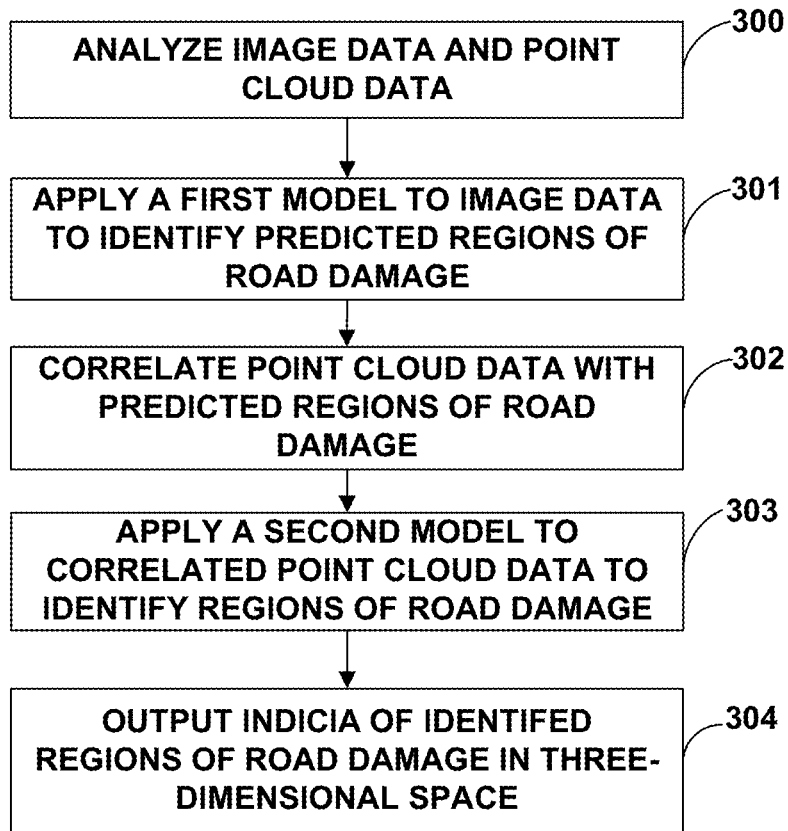 ANALYZE IMAGE DATA AND POINT
CLOUD DATA
300
APPLY A FIRST MODEL TO IMAGE DATA
TO IDENTIFY PREDICTED REGIONS OF
ROAD DAMAGE
301
CORRELATE POINT CLOUD DATA WITH
PREDICTED REGIONS OF ROAD
DAMAGE
302
APPLY A SECOND MODEL TO
CORRELATED POINT CLOUD DATA TO
IDENTIFY REGIONS OF ROAD DAMAGE
303
OUTPUT INDICIA OF IDENTIFED
REGIONS OF ROAD DAMAGE IN THREE-
DIMENSIONAL SPACE
304